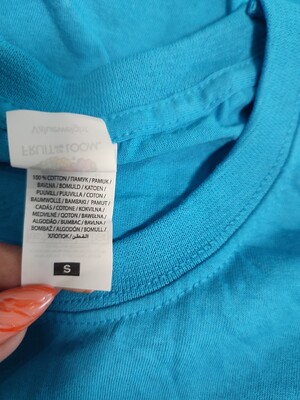 FRUIT OF THE LOOM
100 % COTTON / ПАМУК / PAMUK /
BAVLNA / BOMULD / KATOEN /
PUUVILL / PUUVILLA / COTON /
BAUMWOLLE / ΒΑΜΒΑΚΙ / PAMUT /
CADÁS / COTONE / KOKVILNA /
MEDVILNĖ / QOTON / BAWEŁNA /
ALGODÃO / BUMBAC / BAVLNA /
BOMBAŽ / ALGODÓN / BOMULL /
ХЛОПОК / القطن
S